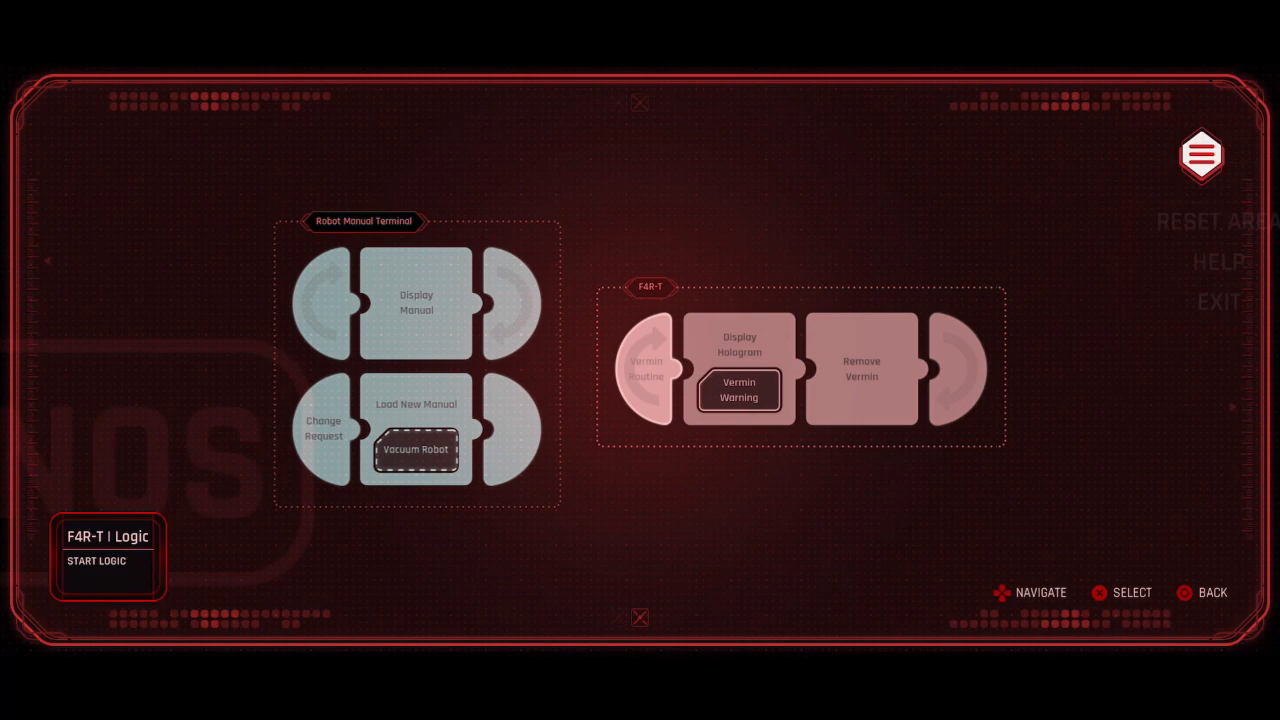 Robot Manual Terminal
Display
Manual
Change
Request
Load New Manual
Vacuum Robot
F4R-T
Vermin
Routine
Display
Hologram
Vermin
Warning
Remove
Vermin
RESET AREA
HELP
EXIT
NOS
F4R-T | Logic
START LOGIC
NAVIGATE
SELECT
BACK